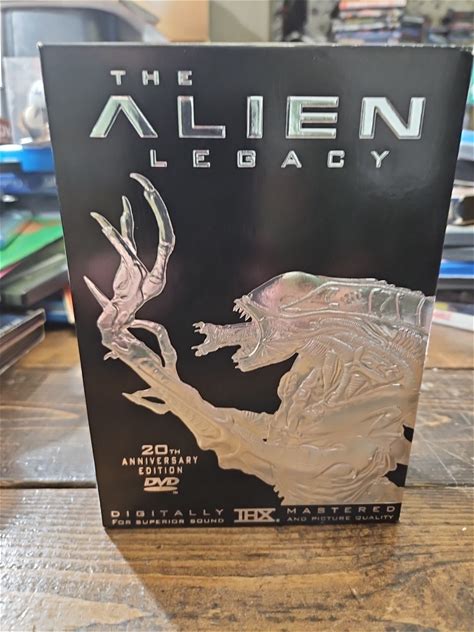 THE
ALIEN
LEGACY
20TH
ANNIVERSARY
EDITION
DVD
DIGITALLY THX MASTERED
FOR SUPERIOR SOUND AND PICTURE QUALITY